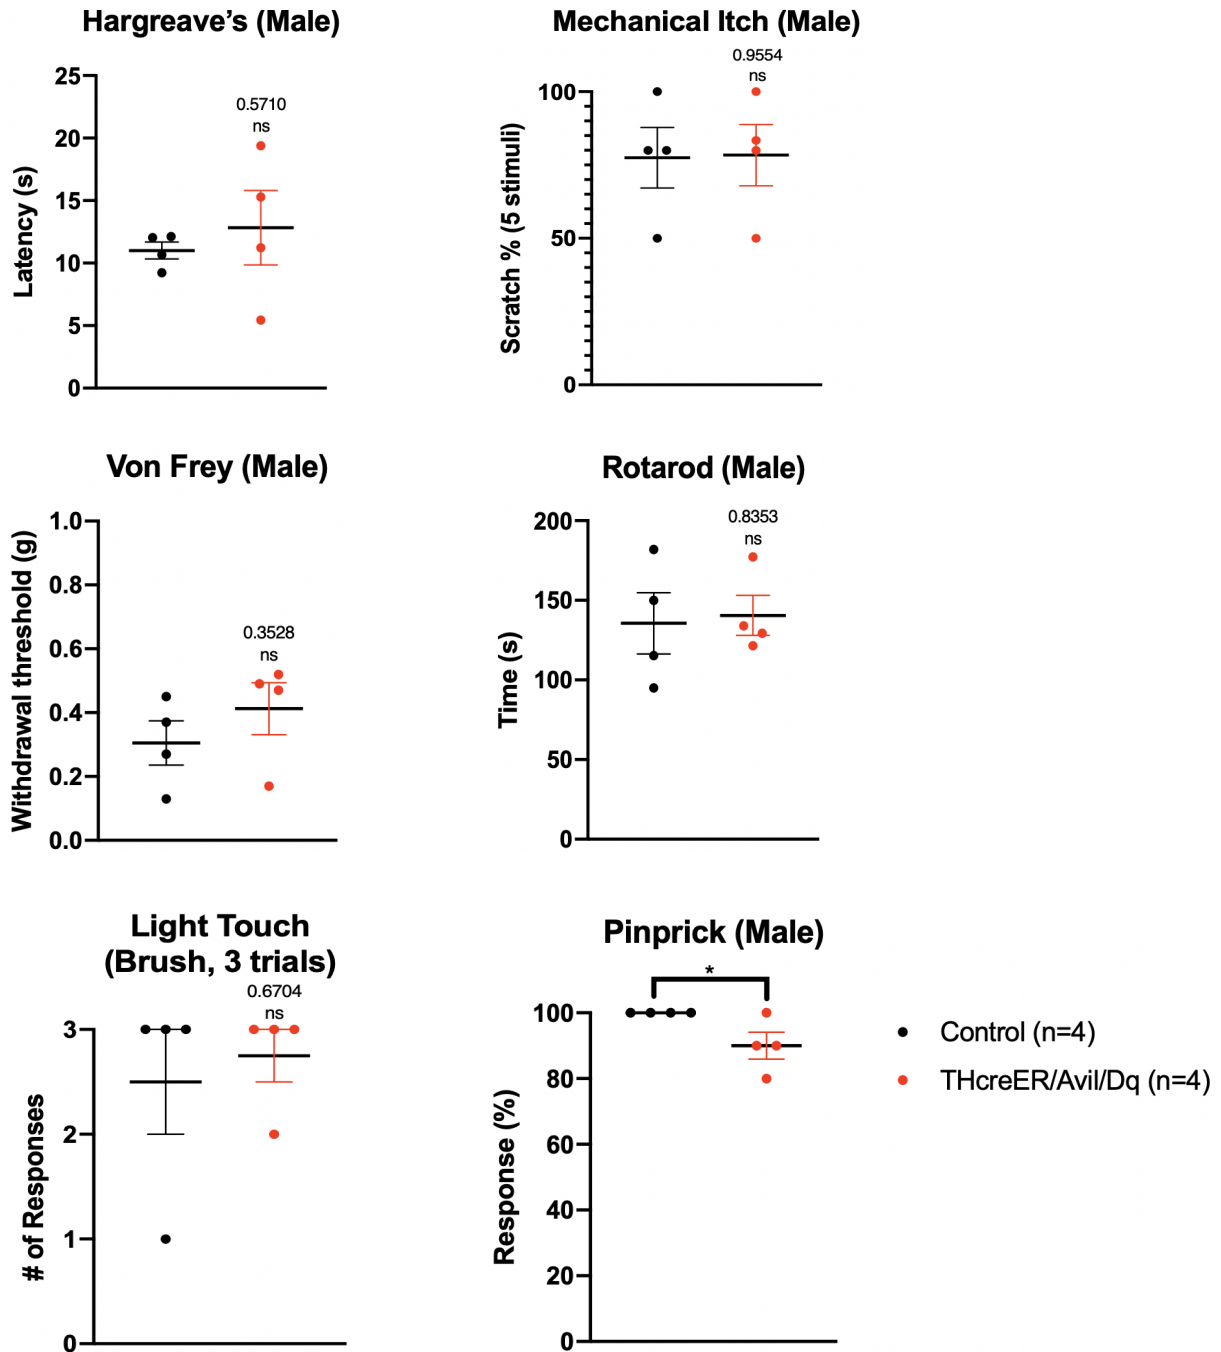 Hargreave's (Male)
Latency (s)
25
20
15
10
5
0
0.5710
ns
Mechanical Itch (Male)
Scratch % (5 stimuli)
100
50
0
0.9554
ns
Von Frey (Male)
Withdrawal threshold (g)
1.0
0.8
0.6
0.4
0.2
0.0
0.3528
ns
Rotarod (Male)
Time (s)
200
150
100
50
0
0.8353
ns
Light Touch
(Brush, 3 trials)
# of Responses
3
2
1
0
0.6704
ns
Pinprick (Male)
Response (%)
100
80
60
40
20
0
*
Control (n=4)
THcreER/Avil/Dq (n=4)